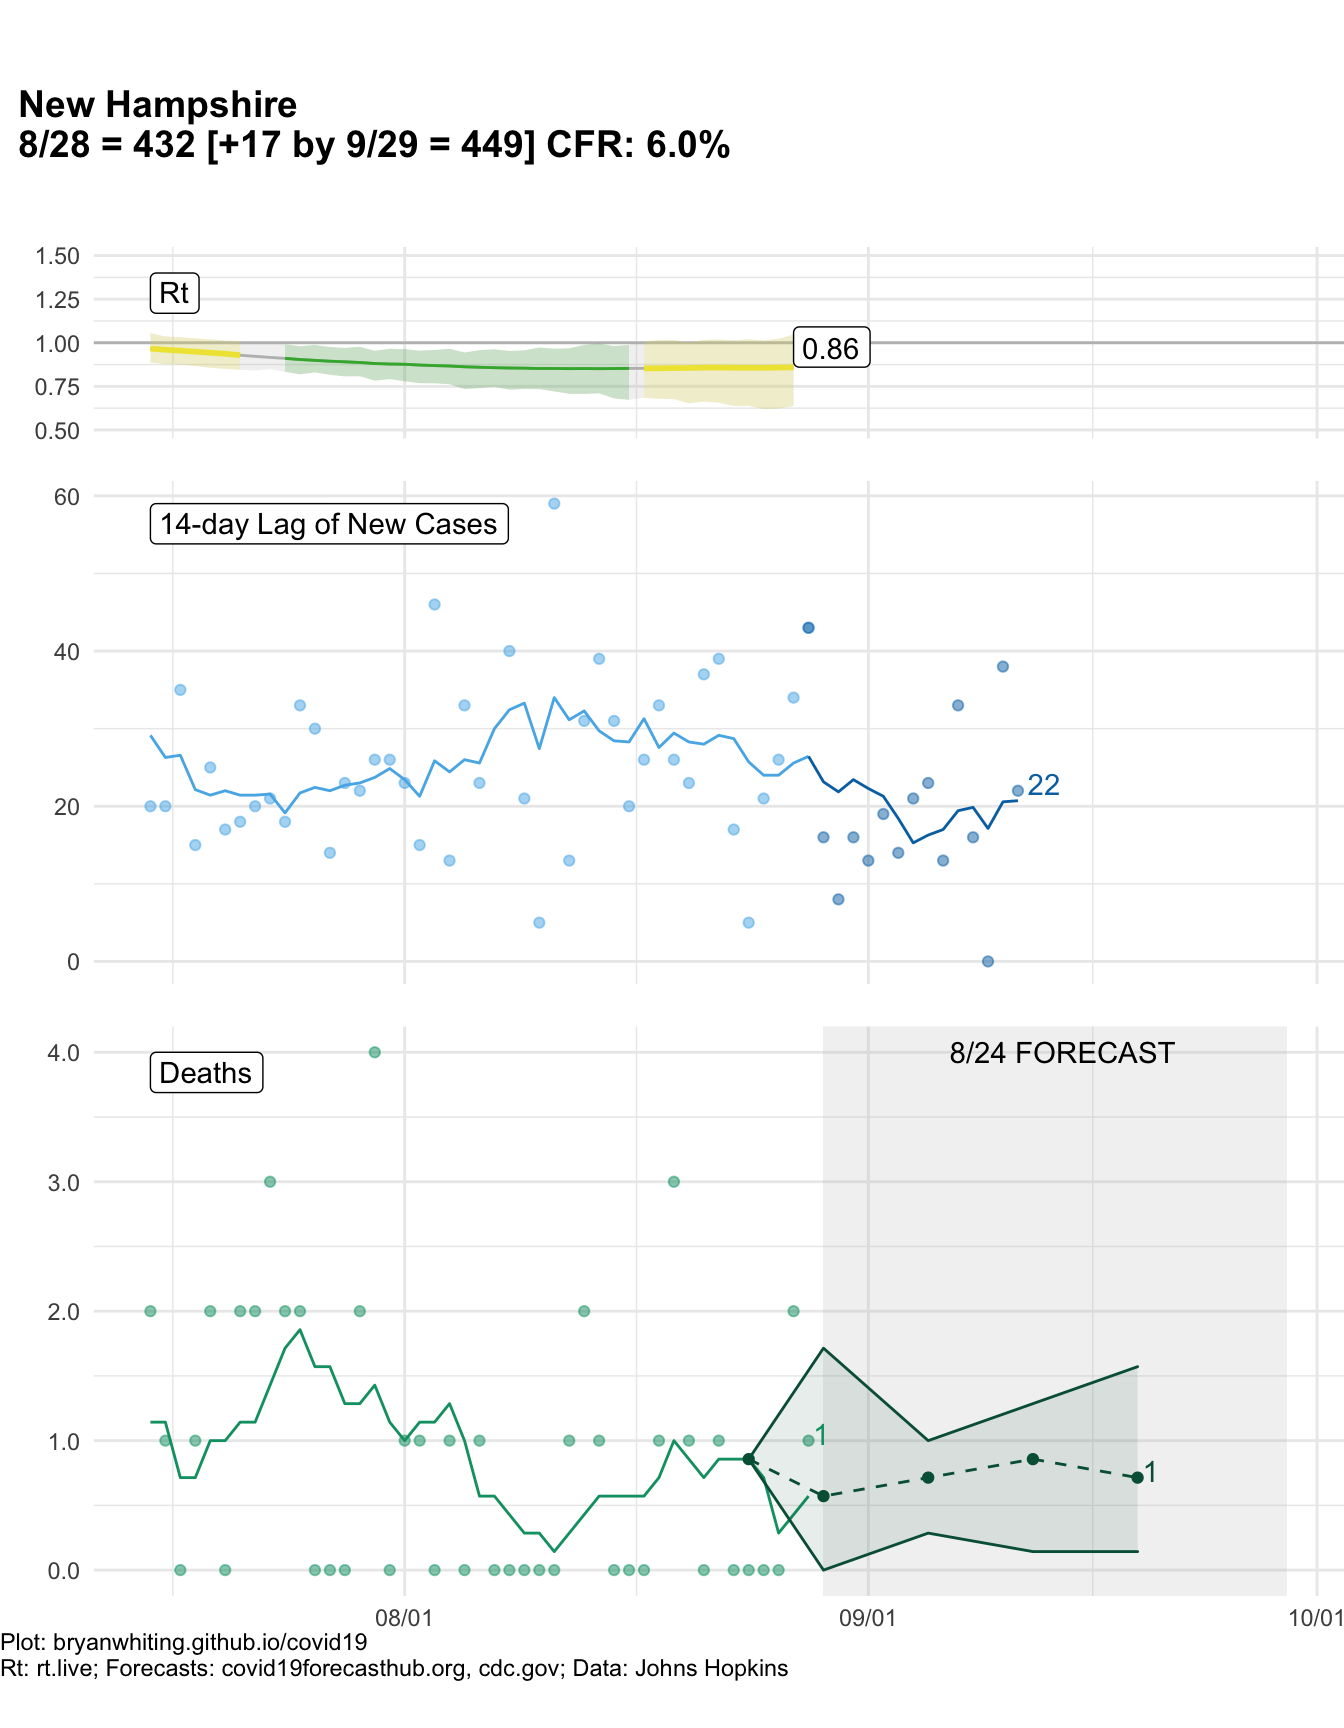 New Hampshire
8/28 = 432 [+17 by 9/29 = 449] CFR: 6.0%
1.50
Rt
1.25
1.00
0.86
0.75
0.50
60
14-day Lag of New Cases
40
22
20
0
4.0
8/24 FORECAST
Deaths
3.0
2.0
1.0
1
1
0.0
08/01
09/01
10/01
Plot: bryanwhiting.github.io/covid19
Rt: rt.live; Forecasts: covid19forecasthub.org, cdc.gov; Data: Johns Hopkins